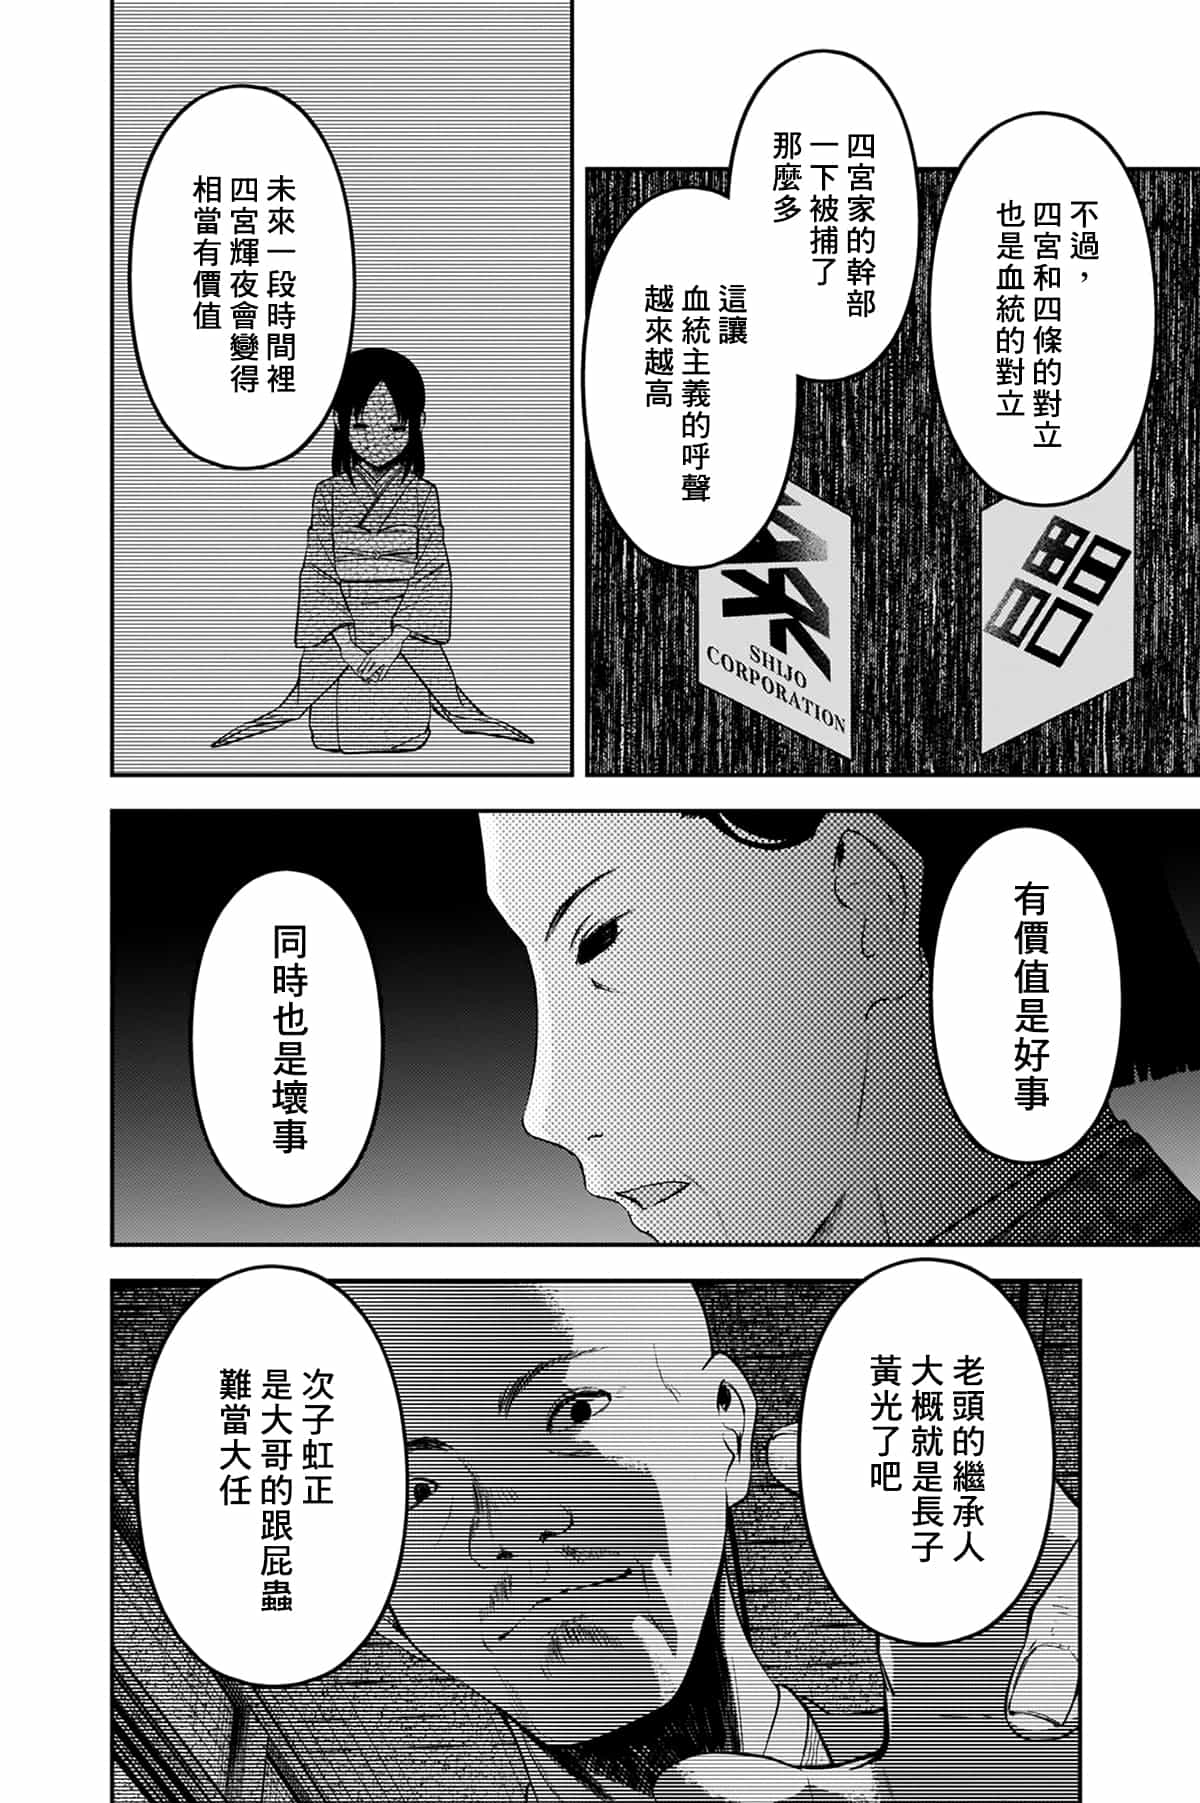 不過，
四宮和四條的對立
也是血統的對立
四宮家的幹部
一下被捕了
那麼多
這讓
血統主義的呼聲
越來越高
SHIJO
CORPORATION
未來一段時間裡
四宮輝夜會變得
相當有價值
有價值是好事
同時也是壞事
老頭的繼承人
大概就是長子
黃光了吧
次子虹正
是大哥的跟屁蟲
難當大任